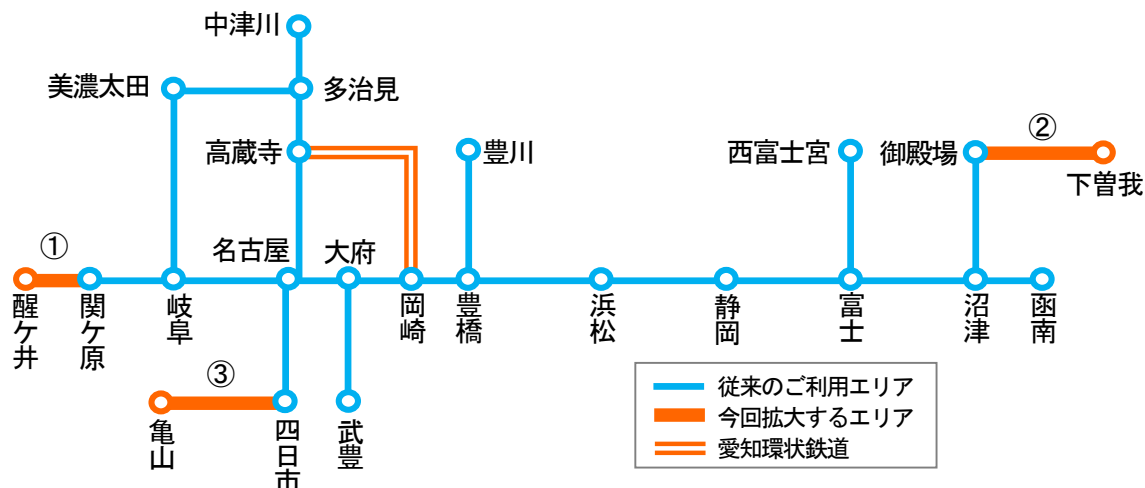 中津川
美濃太田
多治見
高蔵寺
豊川
西富士宮
御殿場
②
下曽我
①
名古屋
大府
醒ケ井
関ケ原
岐阜
岡崎
豊橋
浜松
静岡
富士
沼津
函南
③
亀山
四日市
武豊
従来のご利用エリア
今回拡大するエリア
愛知環状鉄道